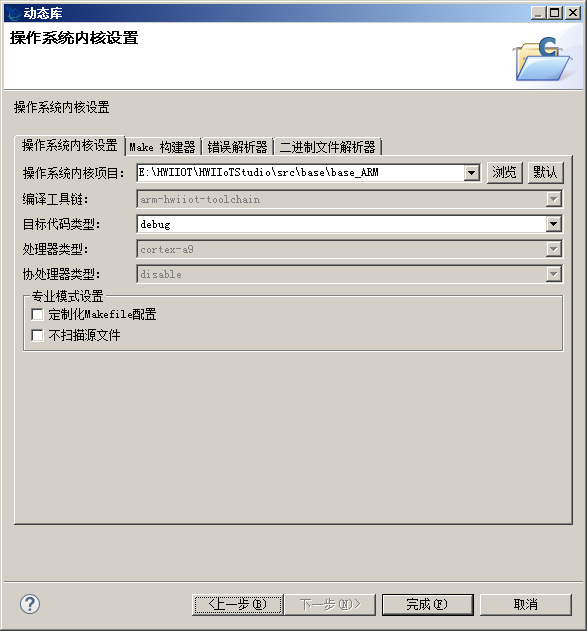 动态库
操作系统内核设置
操作系统内核设置
操作系统内核设置 Make 构建器 错误解析器 二进制文件解析器
操作系统内核项目: E:\HWIIOT\HWIIoTStudio\src\base\base_ARM 浏览 默认
编译工具链: arm-hwiiot-toolchain
目标代码类型: debug
处理器类型: cortex-a9
协处理器类型: disable
专业模式设置
定制化Makefile配置
不扫描源文件
<上一步(B) 下一步(N)> 完成(F) 取消